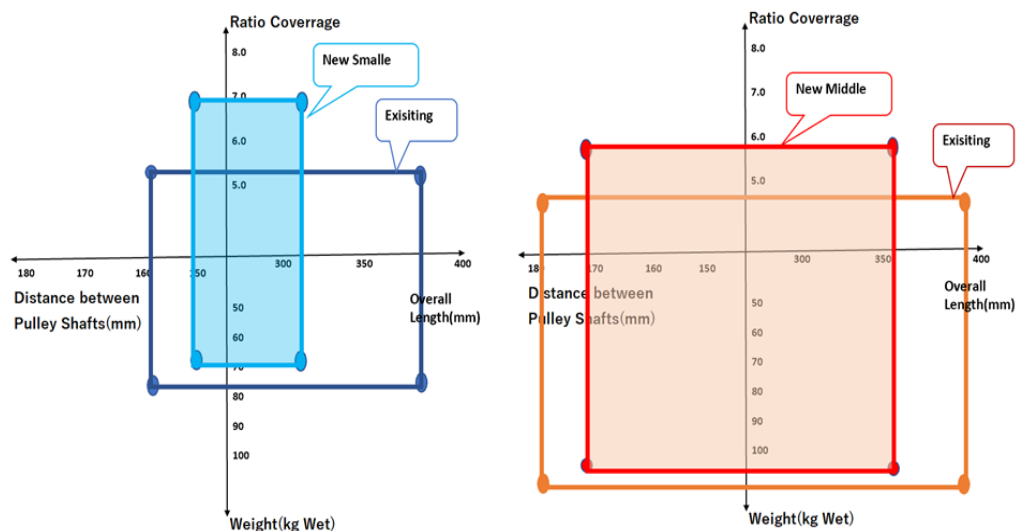 Ratio Coverrage
8.0
New Smalle
7.0
Exisiting
6.0
5.0
180 170 160 150 300 350 400
Distance between
Pulley Shafts(mm)
Overall
Length(mm)
50
60
70
80
90
100
Weight(kg Wet)
Ratio Coverrage
8.0
7.0
New Middle
6.0
Exisiting
5.0
180 170 160 150 300 350 400
Distance between
Pulley Shafts(mm)
Overall
Length(mm)
50
60
70
80
90
100
Weight(kg Wet)